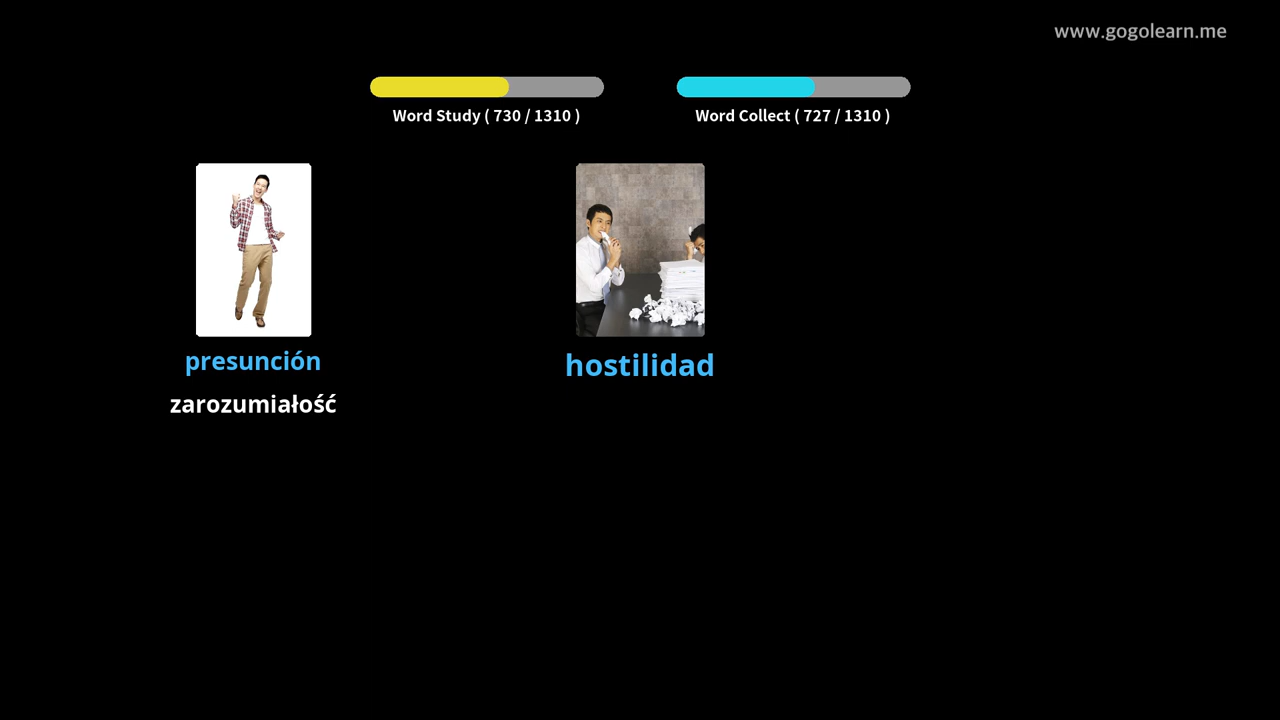 www.gogolearn.me
Word Study ( 730 / 1310 )
Word Collect ( 727 / 1310 )
presunción
zarozumiałość
hostilidad